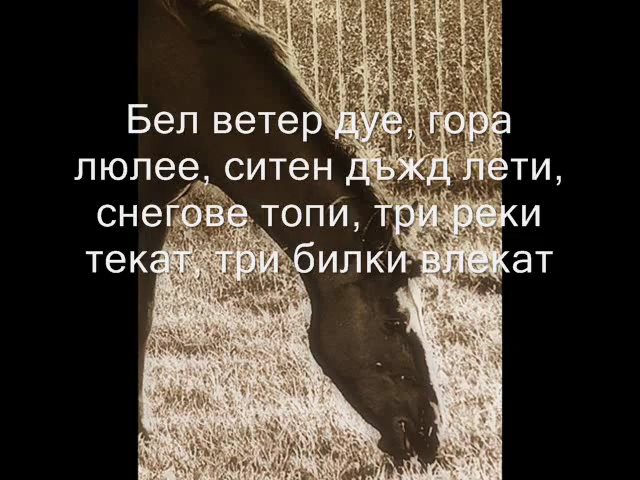 Бел ветер дуе, гора
люлее, ситен дъжд лети,
снегове топи, три реки
текат, три билки влекат